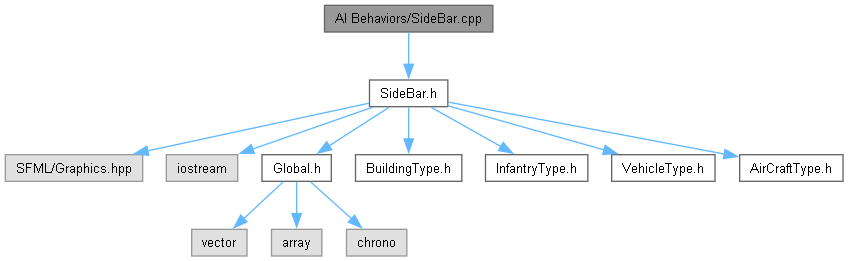 AI Behaviors/SideBar.cpp
SideBar.h
SFML/Graphics.hpp
iostream
Global.h
BuildingType.h
InfantryType.h
VehicleType.h
AirCraftType.h
vector
array
chrono